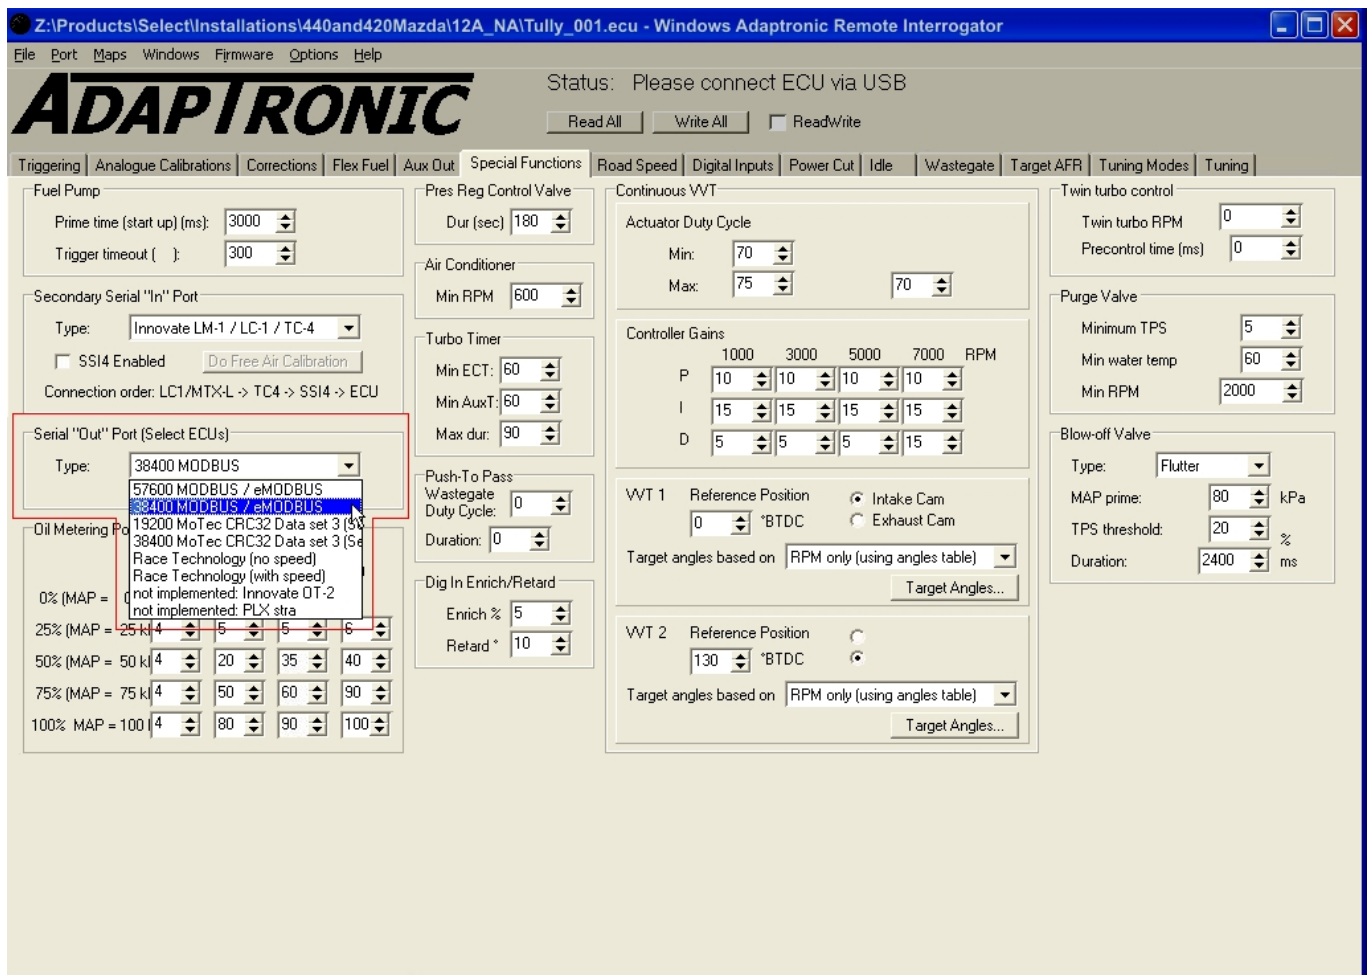 Z:\Products\Select\Installations\440and420Mazda\12A_NA\Tully_001.ecu - Windows Adaptronic Remote Interrogator
File Port Maps Windows Firmware Options Help
ADAPTRONIC
Status: Please connect ECU via USB
Read All Write All ReadWrite
Triggering Analogue Calibrations Corrections Flex Fuel Aux Out Special Functions Road Speed Digital Inputs Power Cut Idle Wastegate Target AFR Tuning Modes Tuning
Fuel Pump
Prime time (start up) (ms): 3000
Trigger timeout ( ): 300
Secondary Serial "In" Port
Type: Innovate LM-1 / LC-1 / TC-4
SSI4 Enabled Do Free Air Calibration
Connection order: LC1/MTX-L -> TC4 -> SSI4 -> ECU
Serial "Out" Port (Select ECUs)
Type: 38400 MODBUS
57600 MODBUS / eMODBUS
38400 MODBUS / eMODBUS
19200 MoTec CRC32 Data set 3 (SW
38400 MoTec CRC32 Data set 3 (Se
Race Technology (no speed)
Race Technology (with speed)
not implemented: Innovate OT-2
not implemented: PLX stra
Oil Metering Po
0% (MAP =
25% (MAP = 25 kl 4 5 5 6
50% (MAP = 50 kl 4 20 35 40
75% (MAP = 75 kl 4 50 60 90
100% MAP = 100 l 4 80 90 100
Pres Reg Control Valve
Dur (sec) 180
Air Conditioner
Min RPM 600
Turbo Timer
Min ECT: 60
Min AuxT: 60
Max dur: 90
Push-To Pass
Wastegate
Duty Cycle: 0
Duration: 0
Dig In Enrich/Retard
Enrich % 5
Retard ° 10
Continuous VVT
Actuator Duty Cycle
Min: 70
Max: 75 70
Controller Gains
1000 3000 5000 7000 RPM
P 10 10 10 10
I 15 15 15 15
D 5 5 5 15
VVT 1 Reference Position Intake Cam
0 °BTDC Exhaust Cam
Target angles based on RPM only (using angles table)
Target Angles...
VVT 2 Reference Position
130 °BTDC
Target angles based on RPM only (using angles table)
Target Angles...
Twin turbo control
Twin turbo RPM 0
Precontrol time (ms) 0
Purge Valve
Minimum TPS 5
Min water temp 60
Min RPM 2000
Blow-off Valve
Type: Flutter
MAP prime: 80 kPa
TPS threshold: 20 %
Duration: 2400 ms